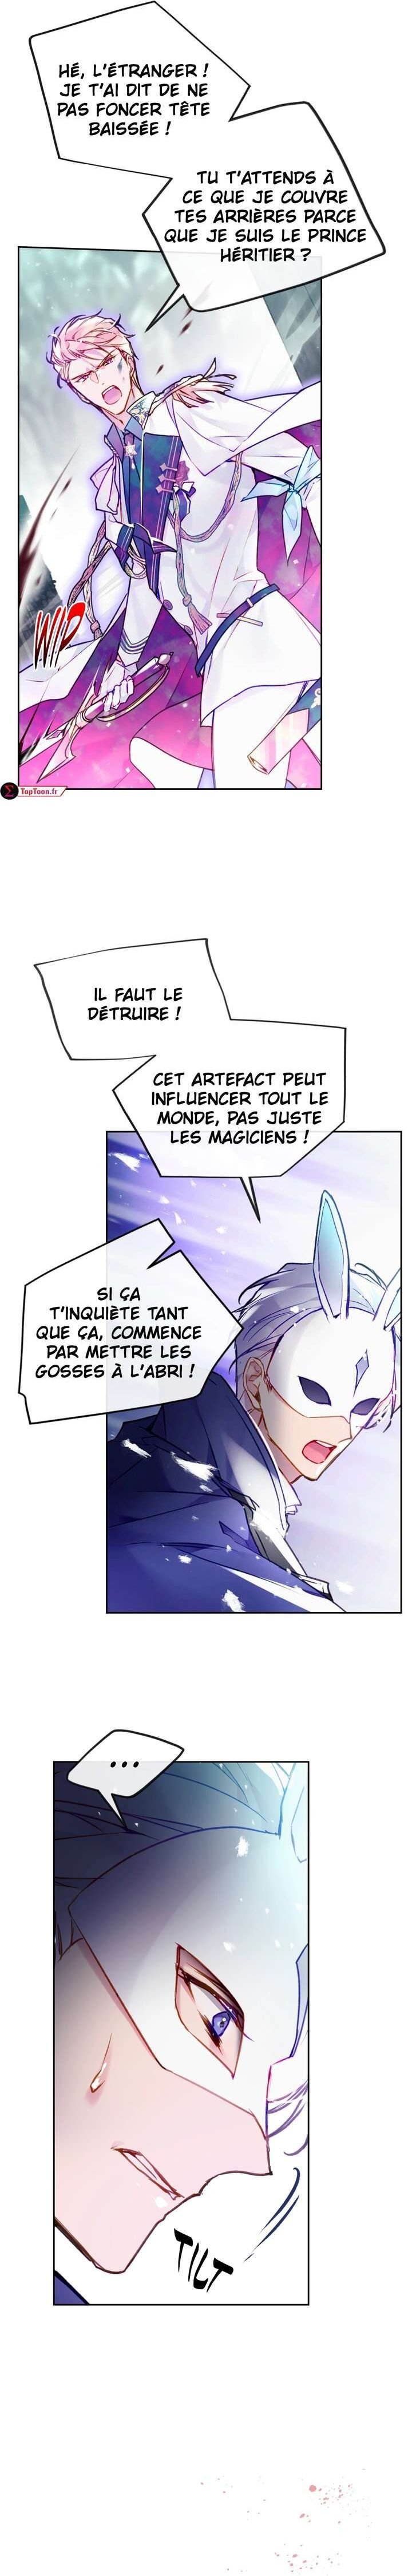 HÉ, L'ÉTRANGER !
JE T'AI DIT DE NE
PAS FONCER TÊTE
BAISSÉE !
TU T'ATTENDS À
CE QUE JE COUVRE
TES ARRIÈRES PARCE
QUE JE SUIS LE PRINCE
HÉRITIER ?
WIP
TopToon.fr
IL FAUT LE
DÉTRUIRE !
CET ARTEFACT PEUT
INFLUENCER TOUT LE
MONDE, PAS JUSTE
LES MAGICIENS !
SI ÇA
T'INQUIÈTE TANT
QUE ÇA, COMMENCE
PAR METTRE LES
GOSSES À L'ABRI !
...
TILT